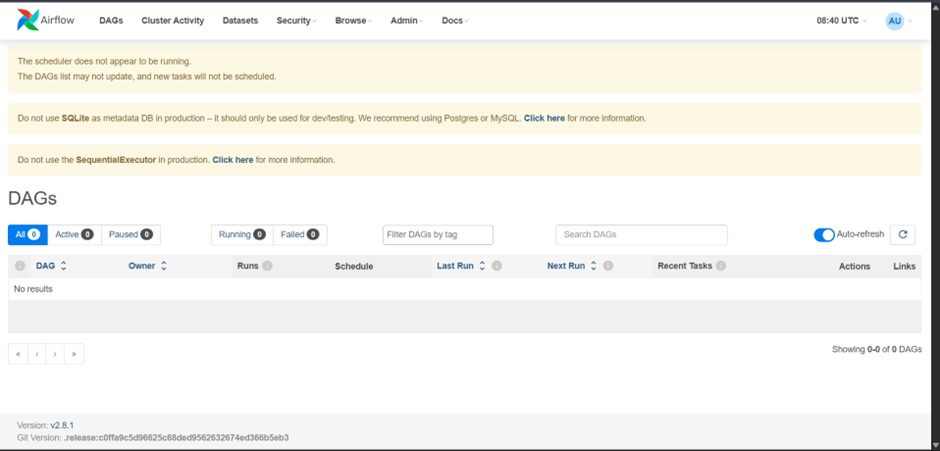 Airflow DAGs Cluster Activity Datasets Security Browse Admin Docs 08:40 UTC AU
The scheduler does not appear to be running.
The DAGs list may not update, and new tasks will not be scheduled.
Do not use SQLite as metadata DB in production – it should only be used for dev/testing. We recommend using Postgres or MySQL. Click here for more information.
Do not use the SequentialExecutor in production. Click here for more information.
DAGs
All 0 Active 0 Paused 0 Running 0 Failed 0 Filter DAGs by tag Search DAGs Auto-refresh
DAG Owner Runs Schedule Last Run Next Run Recent Tasks Actions Links
No results
« ‹ › » Showing 0-0 of 0 DAGs
Version: v2.8.1
Git Version: .release:c0ffa9c5d96625c68ded9562632674ed366b5eb3